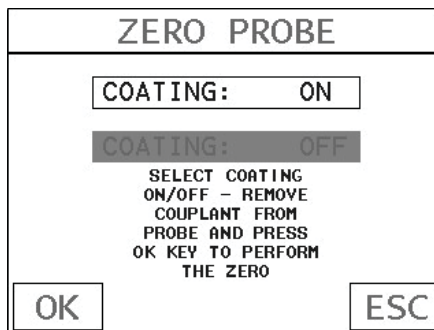 ZERO PROBE
COATING: ON
COATING: OFF
SELECT COATING
ON/OFF - REMOVE
COUPLANT FROM
PROBE AND PRESS
OK KEY TO PERFORM
THE ZERO
OK ESC